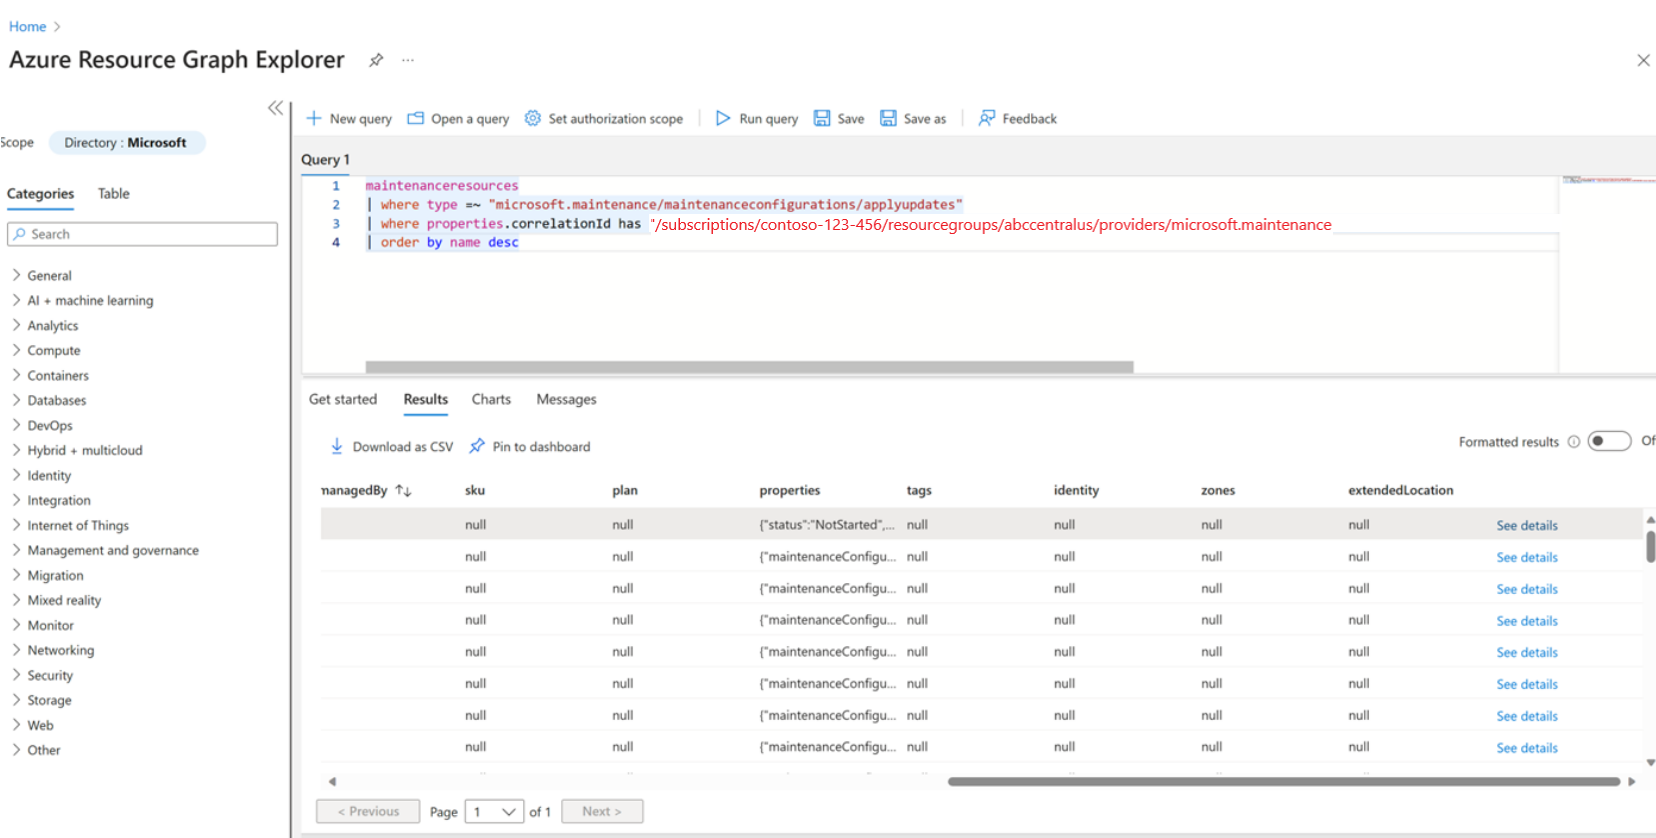 Home
Azure Resource Graph Explorer
...
Scope
Directory : Microsoft
Categories Table
Search
General
AI + machine learning
Analytics
Compute
Containers
Databases
DevOps
Hybrid + multicloud
Identity
Integration
Internet of Things
Management and governance
Migration
Mixed reality
Monitor
Networking
Security
Storage
Web
Other
New query Open a query Set authorization scope Run query Save Save as Feedback
Query 1
1 maintenanceresources
2 | where type =~ "microsoft.maintenance/maintenanceconfigurations/applyupdates"
3 | where properties.correlationId has "/subscriptions/contoso-123-456/resourcegroups/abccentralus/providers/microsoft.maintenance
4 | order by name desc
Get started Results Charts Messages
Download as CSV Pin to dashboard
Formatted results Of
managedBy sku plan properties tags identity zones extendedLocation
null null {"status":"NotStarted",... null null null null See details
null null {"maintenanceConfigu... null null null null See details
null null {"maintenanceConfigu... null null null null See details
null null {"maintenanceConfigu... null null null null See details
null null {"maintenanceConfigu... null null null null See details
null null {"maintenanceConfigu... null null null null See details
null null {"maintenanceConfigu... null null null null See details
null null {"maintenanceConfigu... null null null null See details
< Previous Page 1 of 1 Next >